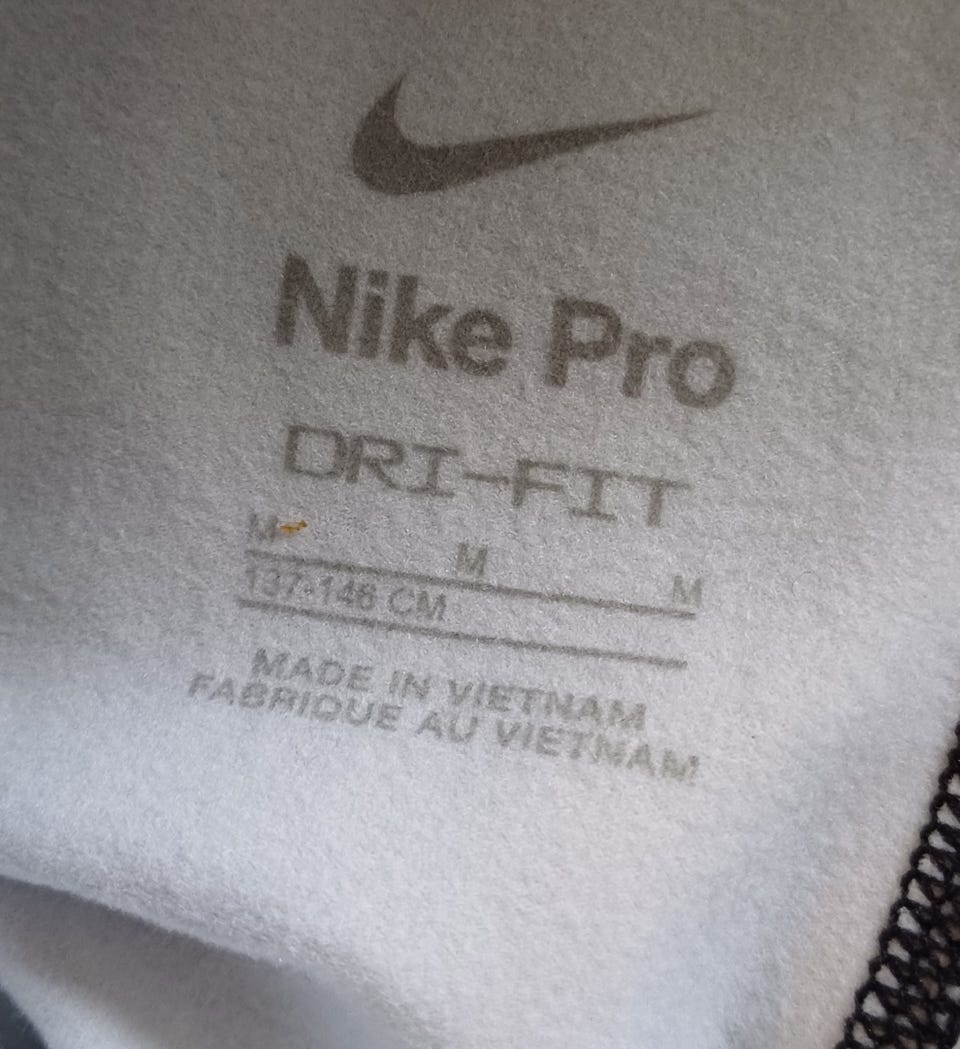 Nike Pro
DRI-FIT
M M M
137-146 CM
MADE IN VIETNAM
FABRIQUE AU VIETNAM